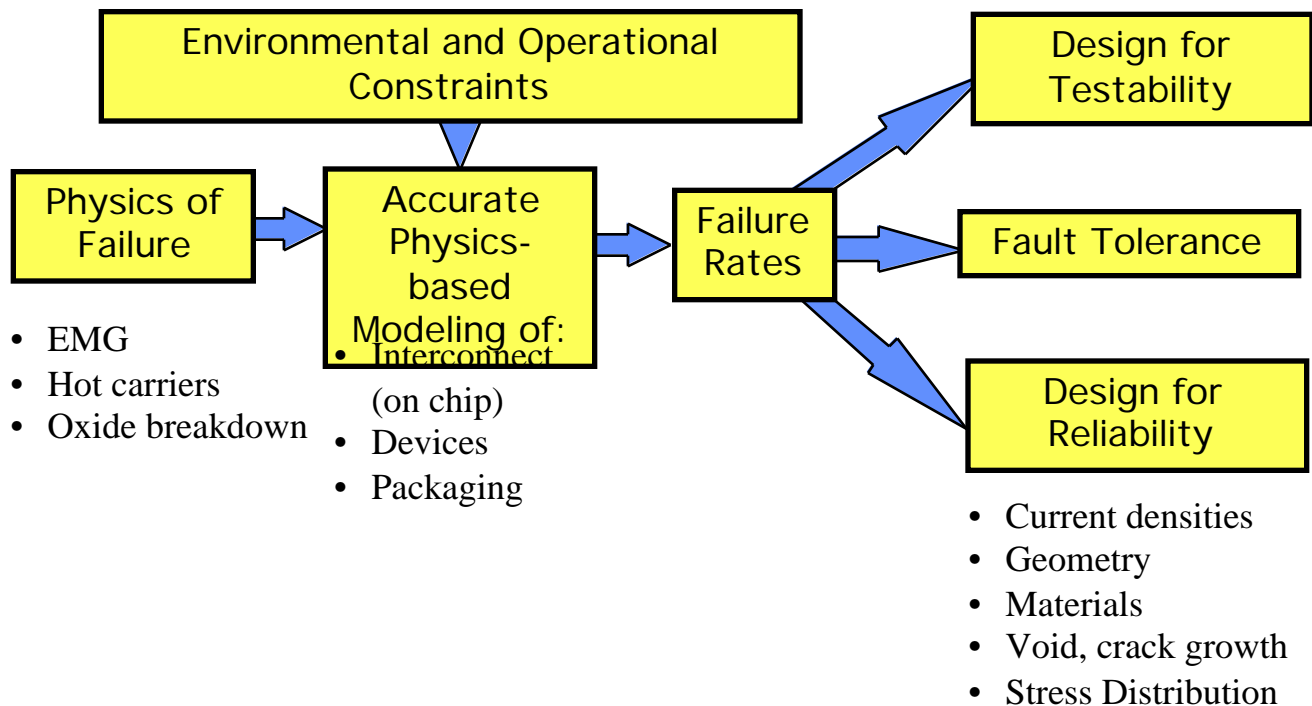 Environmental and Operational
Constraints
Design for
Testability
Physics of
Failure
Accurate
Physics-
based
Modeling of:
Failure
Rates
Fault Tolerance
• EMG
• Hot carriers
• Oxide breakdown
• Interconnect
(on chip)
• Devices
• Packaging
Design for
Reliability
• Current densities
• Geometry
• Materials
• Void, crack growth
• Stress Distribution